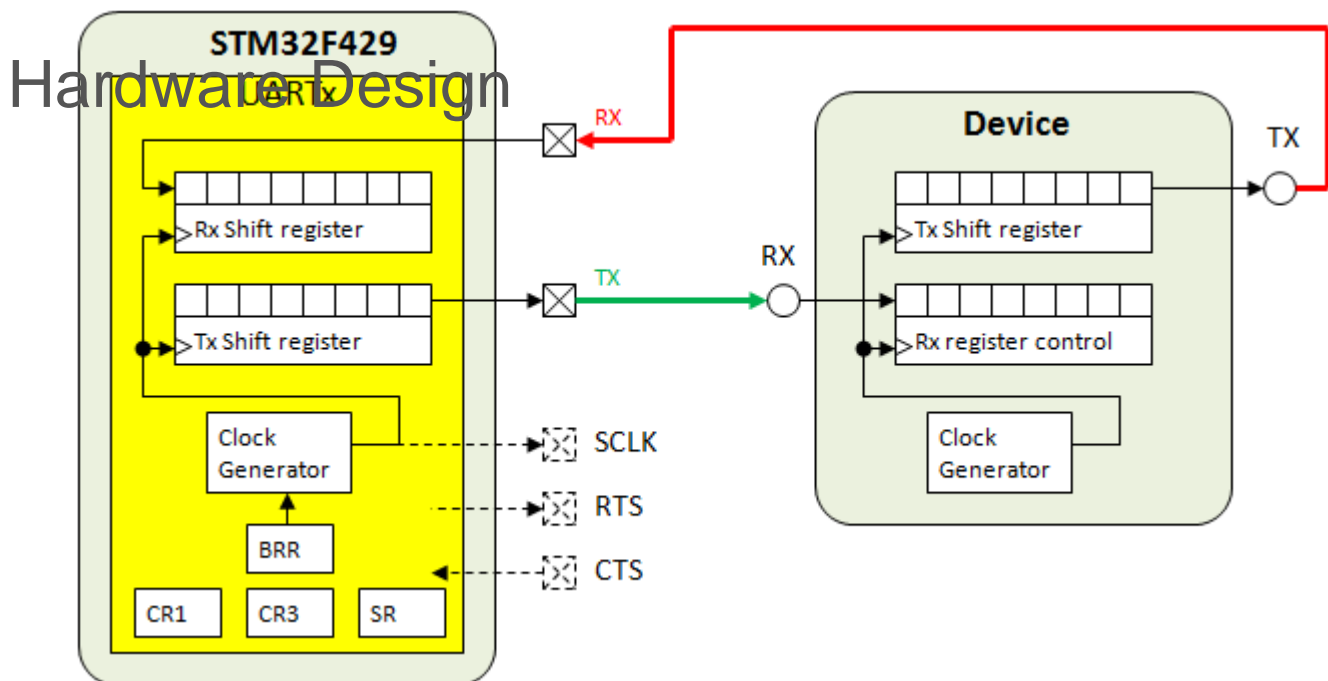 STM32F429
Hardware Design
UARTx
RX
Device
TX
Rx Shift register
Tx Shift register
RX
TX
Tx Shift register
Rx register control
Clock
Generator
SCLK
Clock
Generator
RTS
BRR
CTS
CR1
CR3
SR